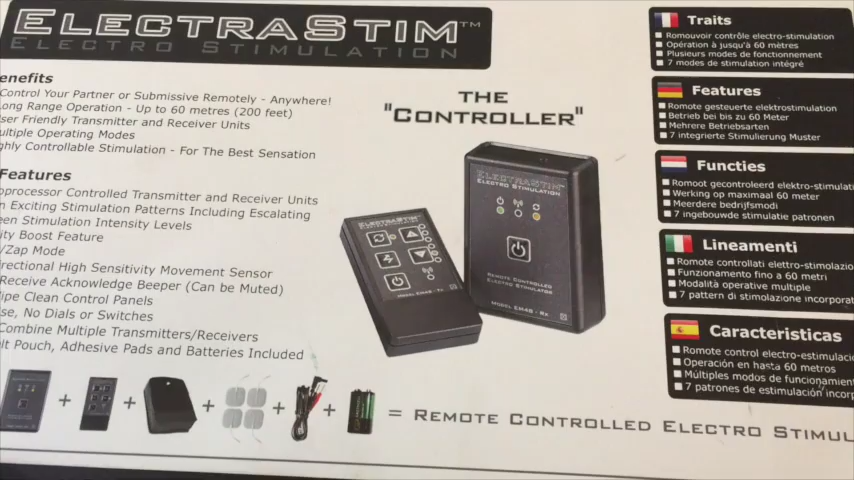 ELECTRASTIM™
ELECTRO STIMULATION
enefits
Control Your Partner or Submissive Remotely - Anywhere!
ong Range Operation - Up to 60 metres (200 feet)
ser Friendly Transmitter and Receiver Units
ultiple Operating Modes
ghly Controllable Stimulation - For The Best Sensation
Features
oprocessor Controlled Transmitter and Receiver Units
n Exciting Stimulation Patterns Including Escalating
een Stimulation Intensity Levels
ity Boost Feature
/Zap Mode
irectional High Sensitivity Movement Sensor
Receive Acknowledge Beeper (Can be Muted)
ipe Clean Control Panels
se, No Dials or Switches
Combine Multiple Transmitters/Receivers
lt Pouch, Adhesive Pads and Batteries Included
THE
"CONTROLLER"
ELECTRASTIM
ELECTRASTIM™
ELECTRO STIMULATION
REMOTE CONTROLLED
ELECTRO STIMULATOR
MODEL EM48 - Rx
+ + + + + = REMOTE CONTROLLED ELECTRO STIMUL
Traits
Romouvoir contrôle electro-stimulation
Opération à jusqu'à 60 mètres
Plusieurs modes de fonctionnement
7 modes de stimulation intégré
Features
Romote gesteuerte elektrostimulation
Betrieb bei bis zu 60 Meter
Mehrere Betriebsarten
7 integrierte Stimulierung Muster
Functies
Romoot gecontroleerd elektro-stimulati
Werking op maximaal 60 meter
Meerdere bedrijfsmodi
7 ingebouwde stimulatie patronen
Lineamenti
Romote controllati elettro-stimolazio
Funzionamento fino a 60 metri
Modalità operative multiple
7 pattern di stimolazione incorporat
Caracteristicas
Romote control electro-estimulació
Operación en hasta 60 metros
Múltiples modos de funcionamien
7 patrones de estimulación incorp